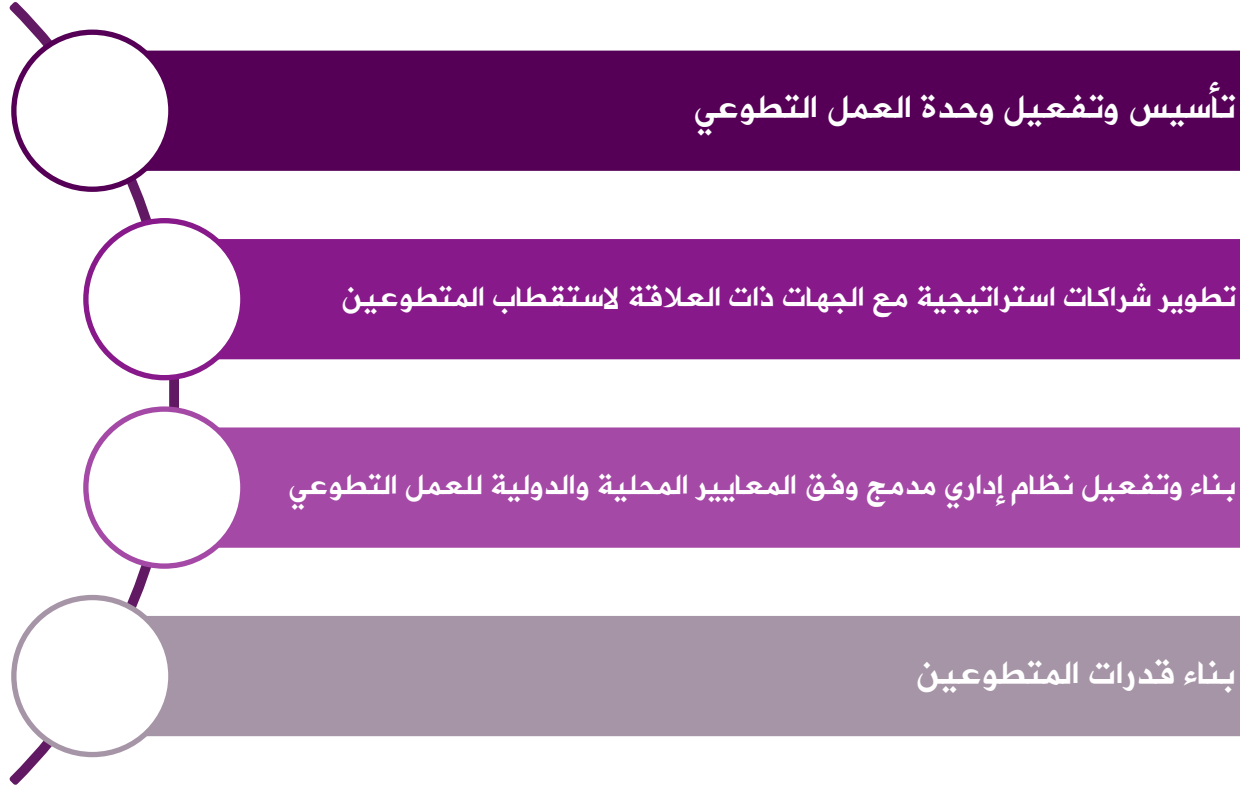 تأسيس وتفعيل وحدة العمل التطوعي
تطوير شراكات استراتيجية مع الجهات ذات العلاقة لاستقطاب المتطوعين
بناء وتفعيل نظام إداري مدمج وفق المعايير المحلية والدولية للعمل التطوعي
بناء قدرات المتطوعين